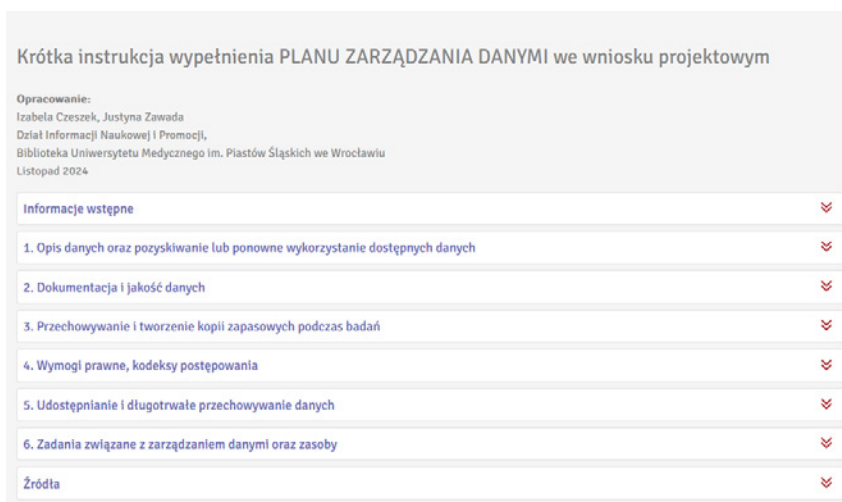 Krótka instrukcja wypełnienia PLANU ZARZĄDZANIA DANYMI we wniosku projektowym
Opracowanie:
Izabela Czeszek, Justyna Zawada
Dział Informacji Naukowej i Promocji,
Biblioteka Uniwersytetu Medycznego im. Piastów Śląskich we Wrocławiu
Listopad 2024
Informacje wstępne
1. Opis danych oraz pozyskiwanie lub ponowne wykorzystanie dostępnych danych
2. Dokumentacja i jakość danych
3. Przechowywanie i tworzenie kopii zapasowych podczas badań
4. Wymogi prawne, kodeksy postępowania
5. Udostępnianie i długotrwałe przechowywanie danych
6. Zadania związane z zarządzaniem danymi oraz zasoby
Źródła